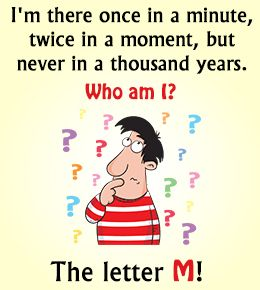 I'm there once in a minute,
twice in a moment, but
never in a thousand years.
Who am I?
? ? ? ? ? ? ? ? ? ? ? ?
The letter M!